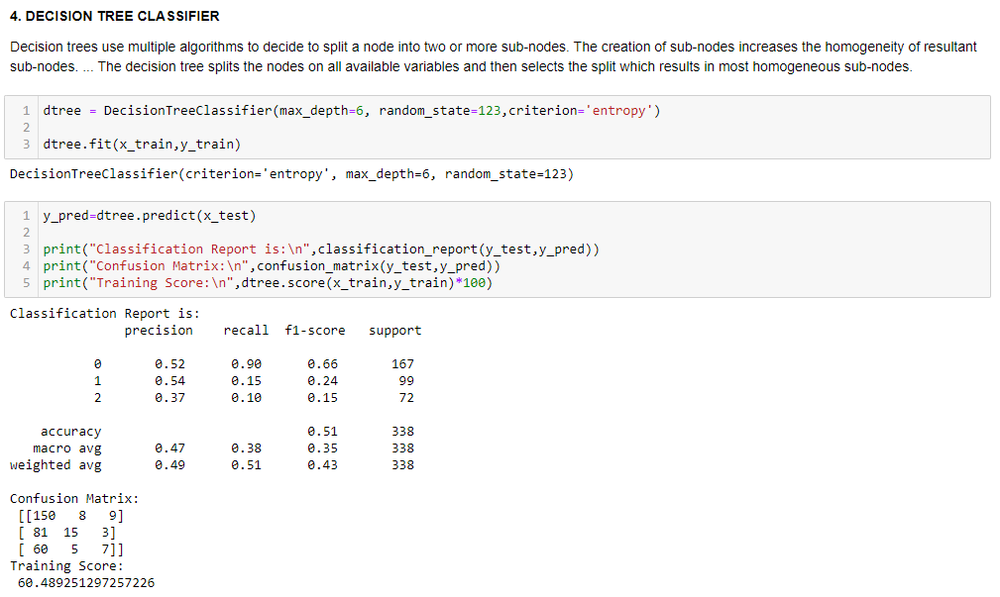 4. DECISION TREE CLASSIFIER
Decision trees use multiple algorithms to decide to split a node into two or more sub-nodes. The creation of sub-nodes increases the homogeneity of resultant
sub-nodes. ... The decision tree splits the nodes on all available variables and then selects the split which results in most homogeneous sub-nodes.
1 dtree = DecisionTreeClassifier(max_depth=6, random_state=123,criterion='entropy')
2
3 dtree.fit(x_train,y_train)
DecisionTreeClassifier(criterion='entropy', max_depth=6, random_state=123)
1 y_pred=dtree.predict(x_test)
2
3 print("Classification Report is:\n",classification_report(y_test,y_pred))
4 print("Confusion Matrix:\n",confusion_matrix(y_test,y_pred))
5 print("Training Score:\n",dtree.score(x_train,y_train)*100)
Classification Report is:
precision recall f1-score support
0 0.52 0.90 0.66 167
1 0.54 0.15 0.24 99
2 0.37 0.10 0.15 72
accuracy 0.51 338
macro avg 0.47 0.38 0.35 338
weighted avg 0.49 0.51 0.43 338
Confusion Matrix:
[[150 8 9]
[ 81 15 3]
[ 60 5 7]]
Training Score:
60.489251297257226